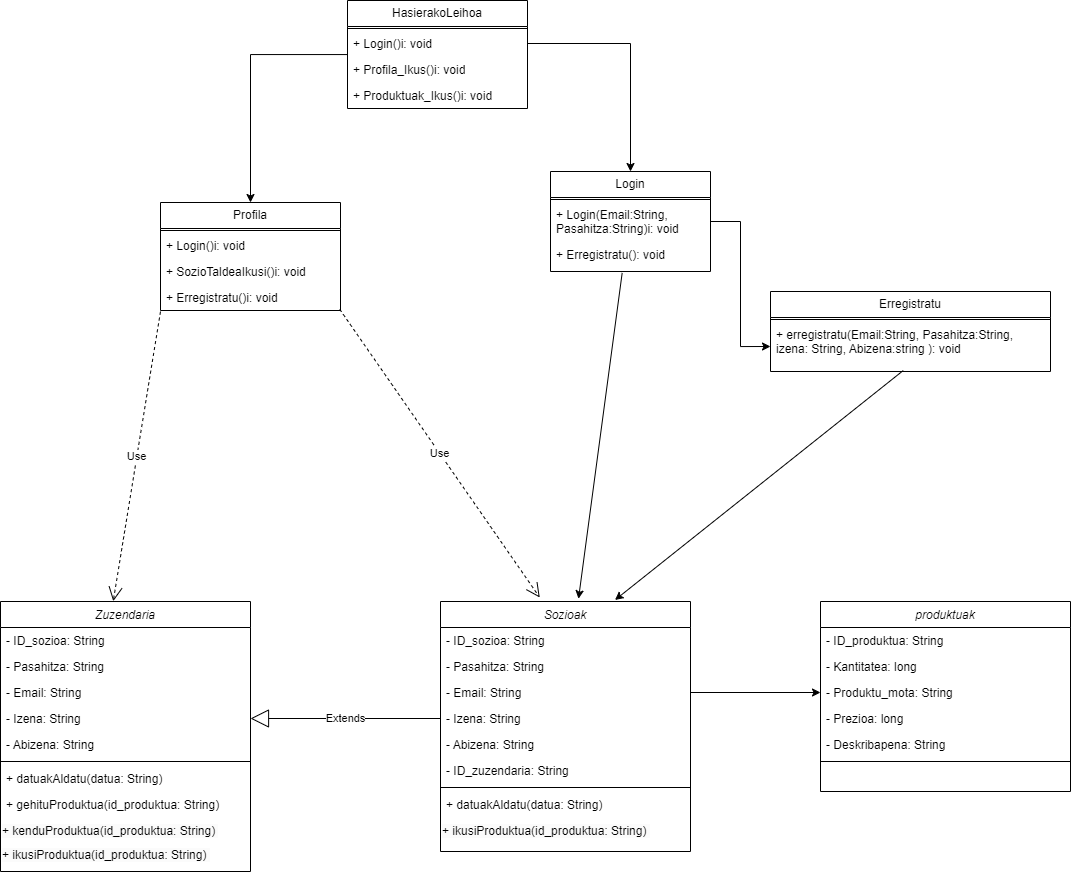 HasierakoLeihoa
+ Login()i: void
+ Profila_Ikus()i: void
+ Produktuak_Ikus()i: void
Profila
+ Login()i: void
+ SozioTaldeaIkusi()i: void
+ Erregistratu()i: void
Login
+ Login(Email:String,
Pasahitza:String)i: void
+ Erregistratu(): void
Erregistratu
+ erregistratu(Email:String, Pasahitza:String,
izena: String, Abizena:string ): void
Use
Use
Zuzendaria
- ID_sozioa: String
- Pasahitza: String
- Email: String
- Izena: String
- Abizena: String
+ datuakAldatu(datua: String)
+ gehituProduktua(id_produktua: String)
+ kenduProduktua(id_produktua: String)
+ ikusiProduktua(id_produktua: String)
Extends
Sozioak
- ID_sozioa: String
- Pasahitza: String
- Email: String
- Izena: String
- Abizena: String
- ID_zuzendaria: String
+ datuakAldatu(datua: String)
+ ikusiProduktua(id_produktua: String)
produktuak
- ID_produktua: String
- Kantitatea: long
- Produktu_mota: String
- Prezioa: long
- Deskribapena: String